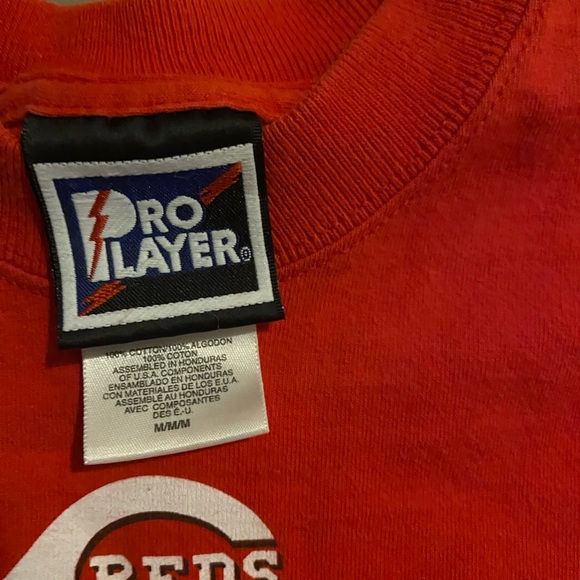 PRO
PLAYER®
100% COTTON/100% ALGODON
100% COTON
ASSEMBLED IN HONDURAS
OF U.S.A. COMPONENTS
ENSAMBLADO EN HONDURAS
CON MATERIALES DE LOS E.U.A.
ASSEMBLE AU HONDURAS
AVEC COMPOSANTES
DES É.-U.
M/M/M
REDS